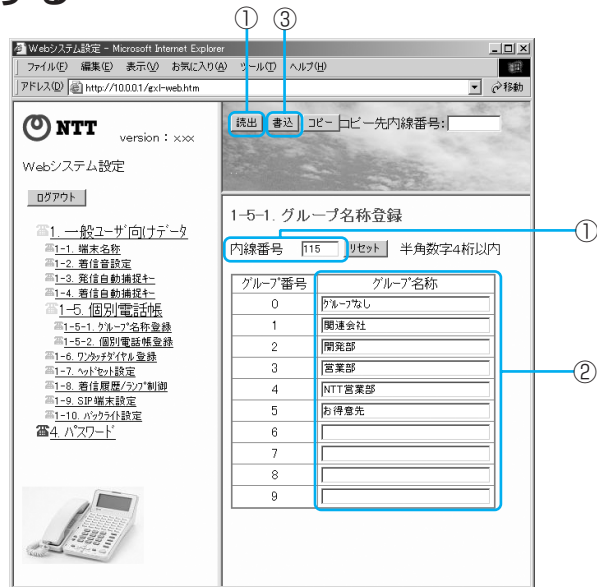 する
① ③
Webシステム設定 - Microsoft Internet Explorer
ファイル(F) 編集(E) 表示(V) お気に入り(A) ツール(T) ヘルプ(H)
アドレス(D) http://10.0.0.1/gxl-web.htm 移動
NTT version：×××
Webシステム設定
ログアウト
1. 一般ユーザ向けデータ
1-1. 端末名称
1-2. 着信音設定
1-3. 発信自動捕捉キー
1-4. 着信自動捕捉キー
1-5. 個別電話帳
1-5-1. グループ名称登録
1-5-2. 個別電話帳登録
1-6. ワンタッチダイヤル登録
1-7. ヘッドセット設定
1-8. 着信履歴/ランプ制御
1-9. SIP端末設定
1-10. バックライト設定
4. パスワード
読出 書込 コピー コピー先内線番号:
1-5-1. グループ名称登録
①
内線番号 115 リセット 半角数字4桁以内
グループ番号 グループ名称
0 グループなし
1 関連会社
2 開発部
3 営業部
4 NTT営業部
5 お得意先
6
7
8
9
②